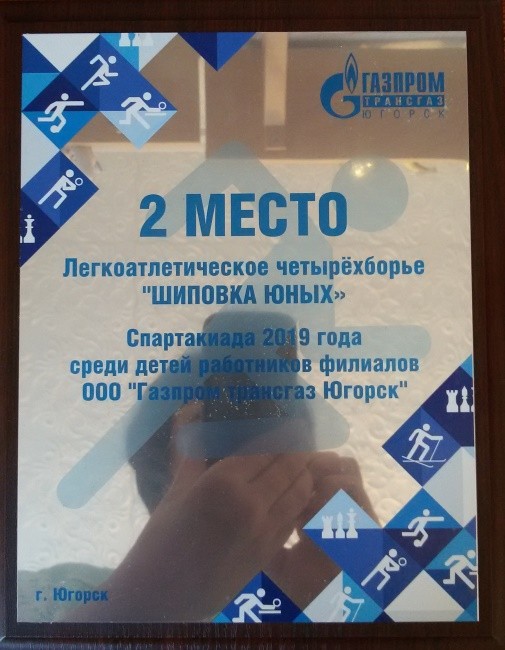 ГАЗПРОМ
ТРАНСГАЗ
ЮГОРСК
2 МЕСТО
Легкоатлетическое четырёхборье
"ШИПОВКА ЮНЫХ»
Спартакиада 2019 года
среди детей работников филиалов
ООО "Газпром трансгаз Югорск"
г. Югорск